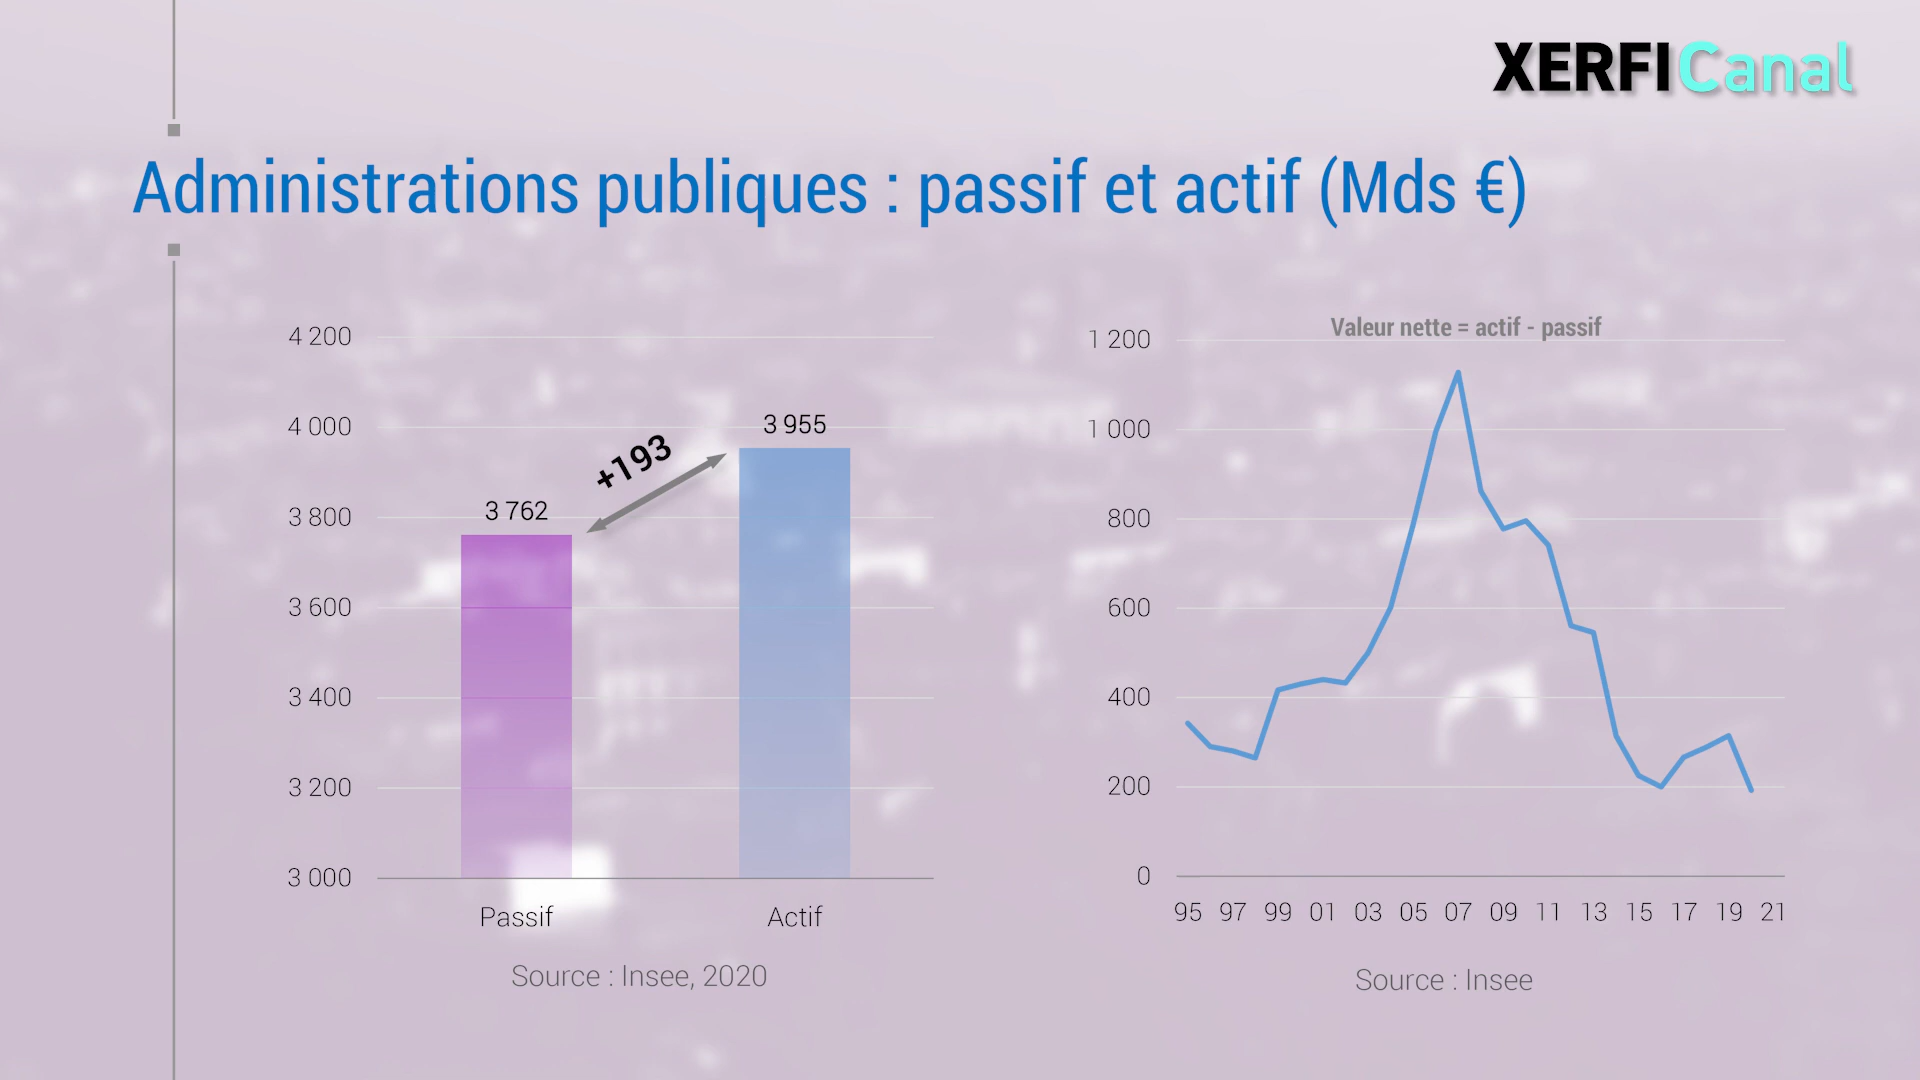 XERFI Canal
Administrations publiques : passif et actif (Mds €)
4 200
4 000
3 800
3 600
3 400
3 200
3 000
3 762
+193
3 955
Passif
Actif
Source : Insee, 2020
Valeur nette = actif - passif
1 200
1 000
800
600
400
200
0
95 97 99 01 03 05 07 09 11 13 15 17 19 21
Source : Insee